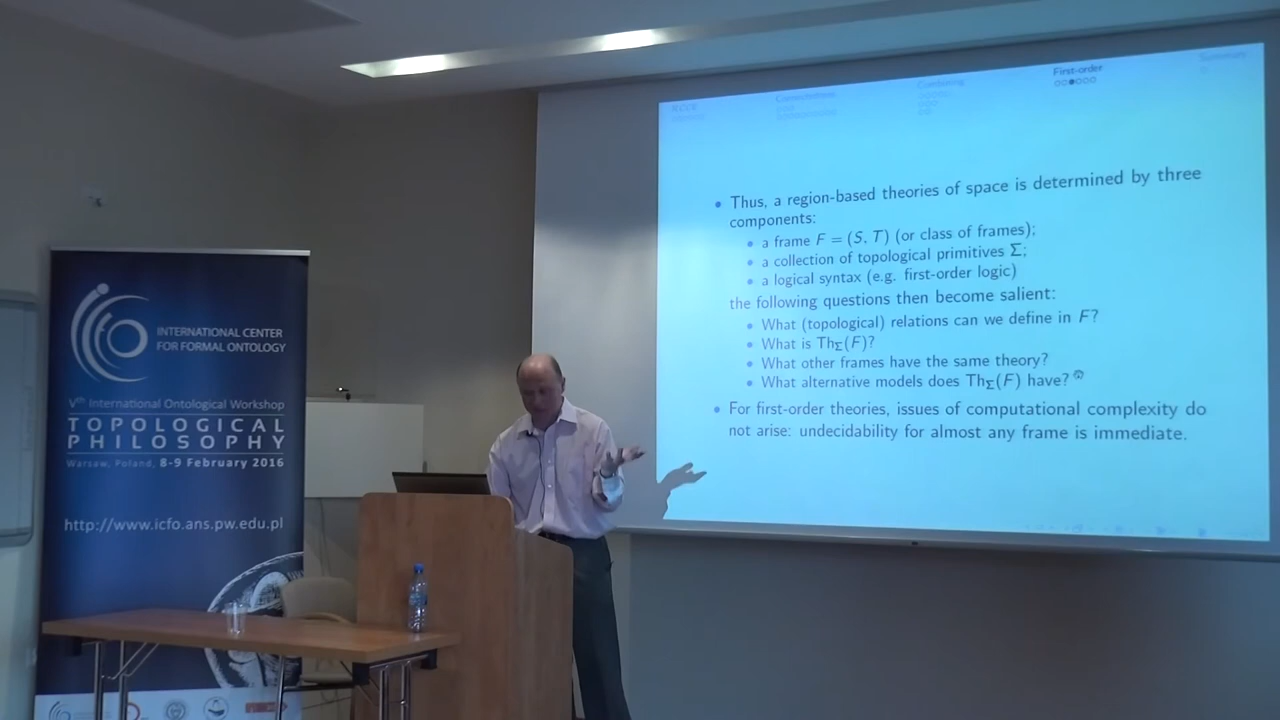 INTERNATIONAL CENTER
FOR FORMAL ONTOLOGY
Vth International Ontological Workshop
TOPOLOGICAL
PHILOSOPHY
Warsaw, Poland, 8-9 February 2016
http://www.icfo.ans.pw.edu.pl
First-order
• Thus, a region-based theories of space is determined by three
components:
• a frame F = (S, T) (or class of frames);
• a collection of topological primitives Σ;
• a logical syntax (e.g. first-order logic)
the following questions then become salient:
• What (topological) relations can we define in F?
• What is ThΣ(F)?
• What other frames have the same theory?
• What alternative models does ThΣ(F) have?
• For first-order theories, issues of computational complexity do
not arise: undecidability for almost any frame is immediate.